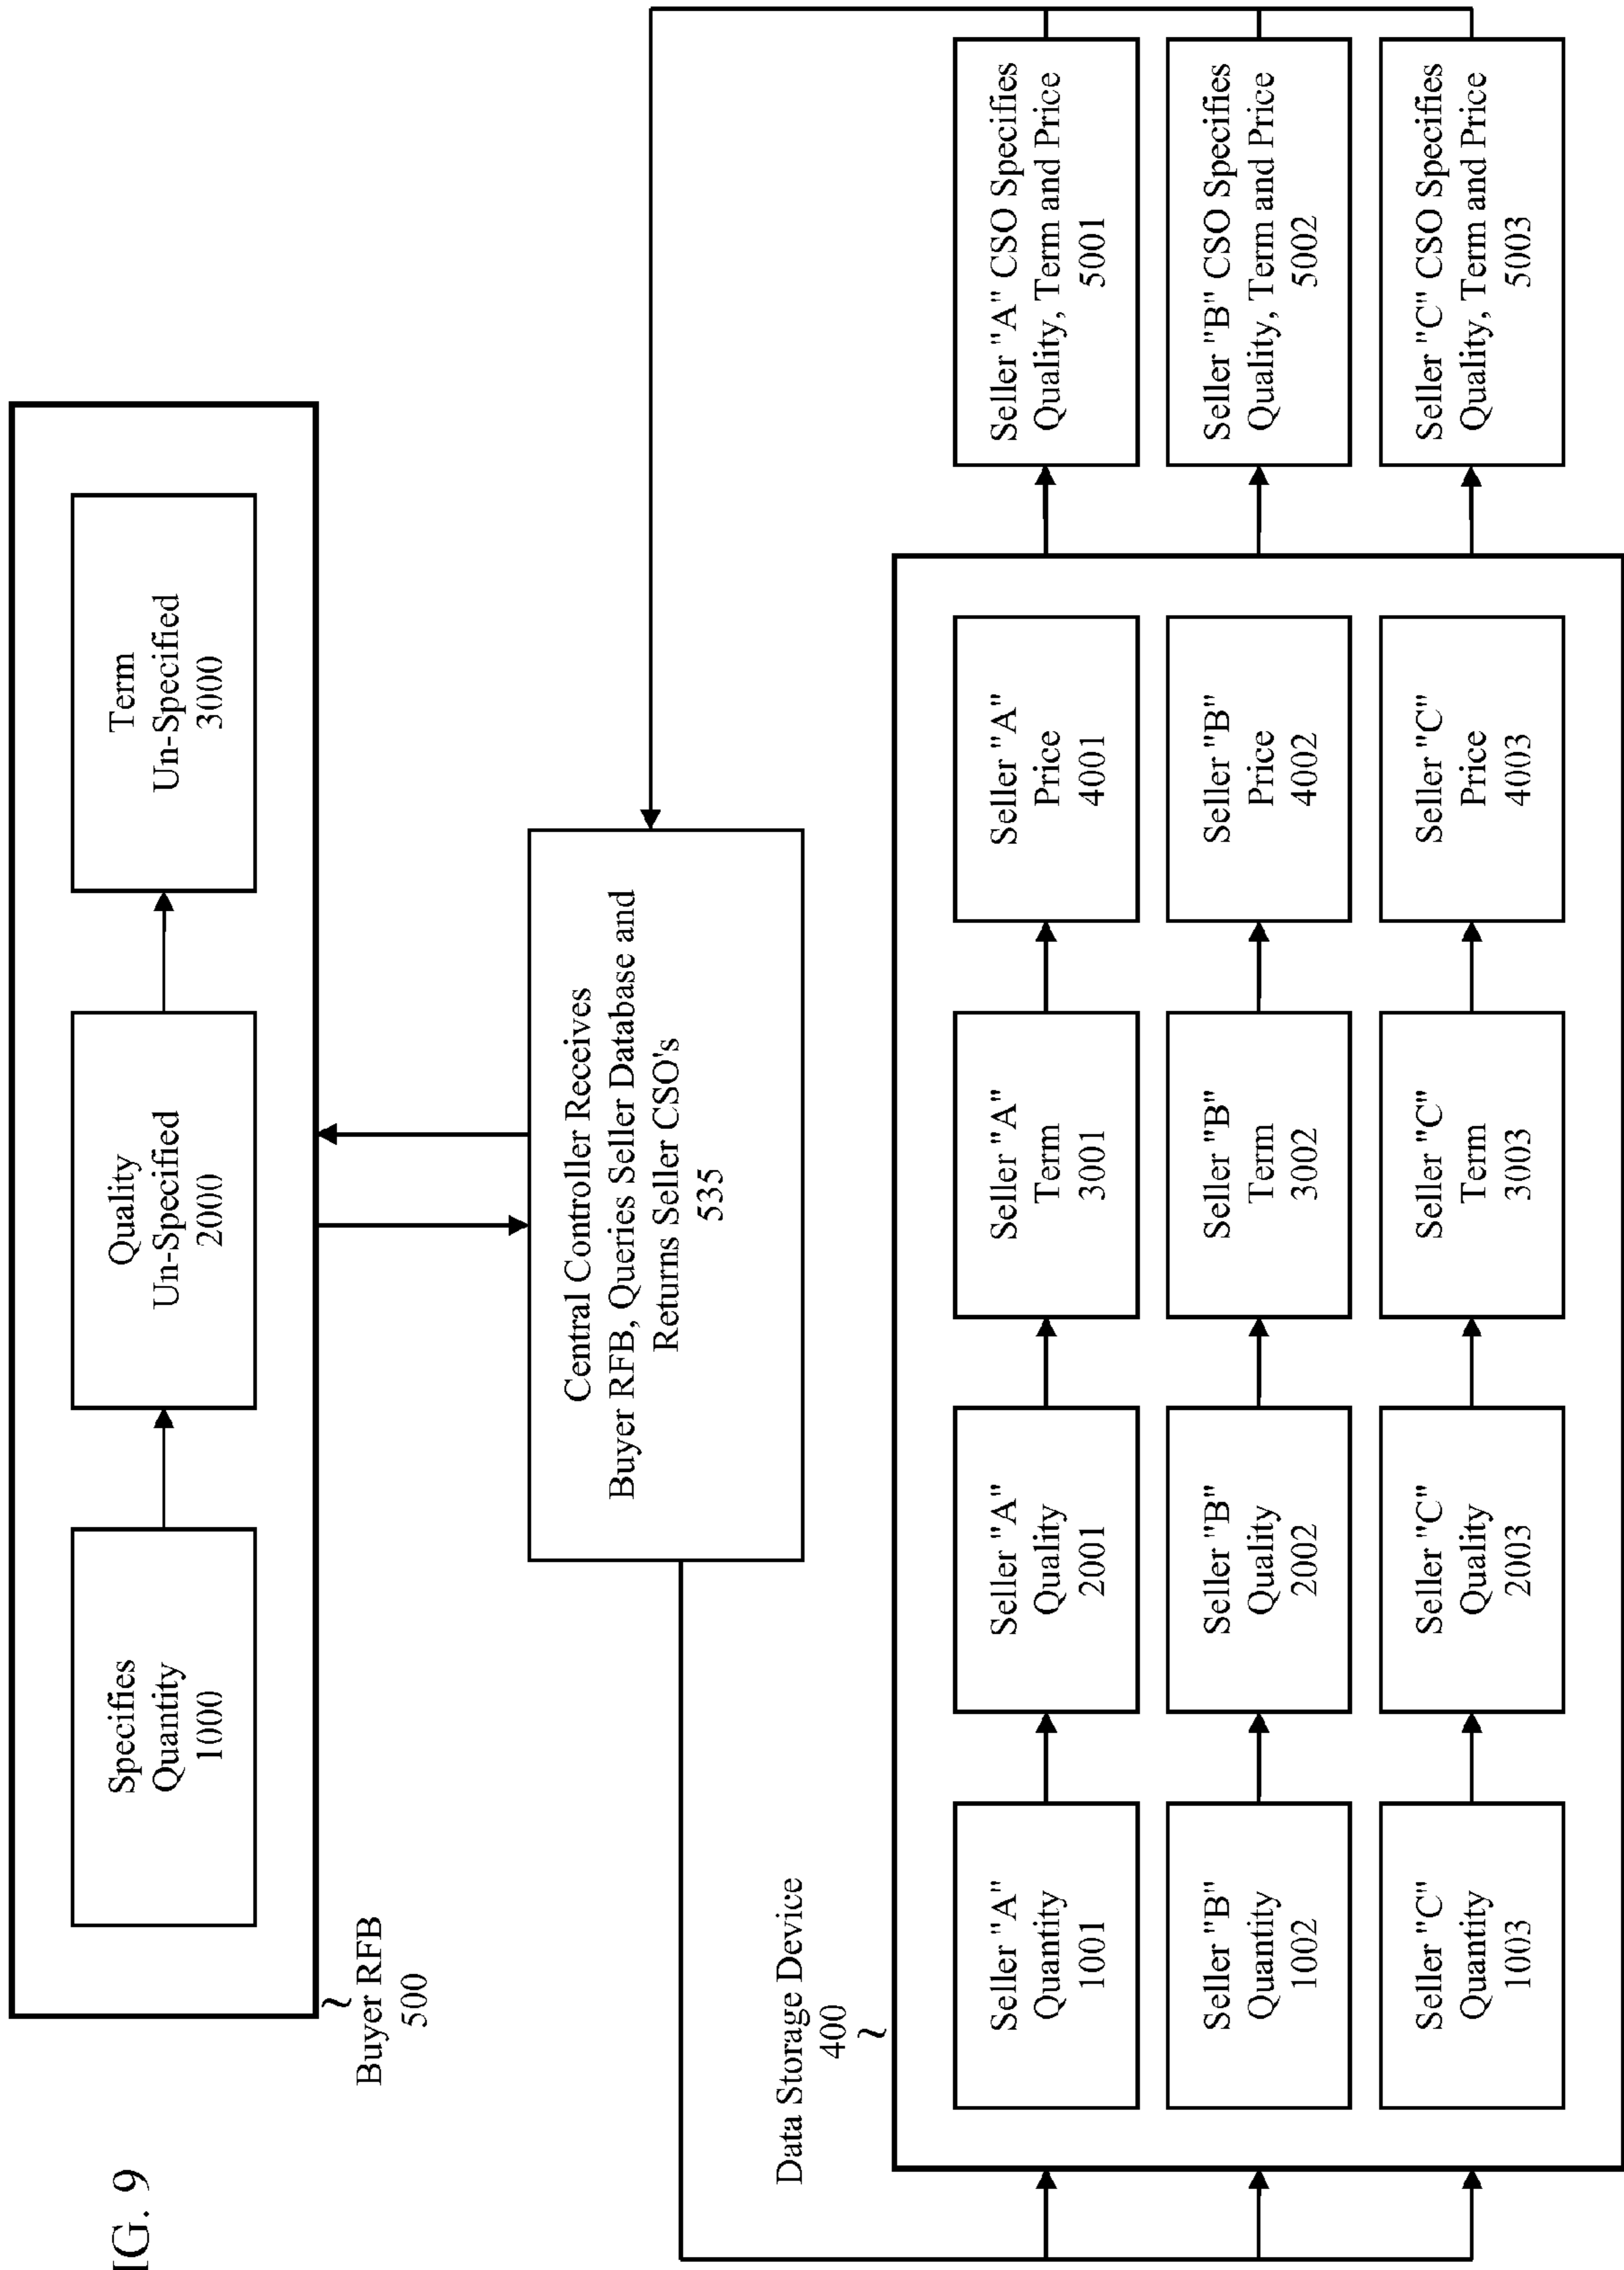 IG. 9
Specifies
Quantity
1000
Quality
Un-Specified
2000
Term
Un-Specified
3000
Buyer RFB
500
Central Controller Receives
Buyer RFB, Queries Seller Database and
Returns Seller CSO's
535
Data Storage Device
400
Seller "A"
Quantity
1001
Seller "A"
Quality
2001
Seller "A"
Term
3001
Seller "A"
Price
4001
Seller "A" CSO Specifies
Quality, Term and Price
5001
Seller "B"
Quantity
1002
Seller "B"
Quality
2002
Seller "B"
Term
3002
Seller "B"
Price
4002
Seller "B" CSO Specifies
Quality, Term and Price
5002
Seller "C"
Quantity
1003
Seller "C"
Quality
2003
Seller "C"
Term
3003
Seller "C"
Price
4003
Seller "C" CSO Specifies
Quality, Term and Price
5003